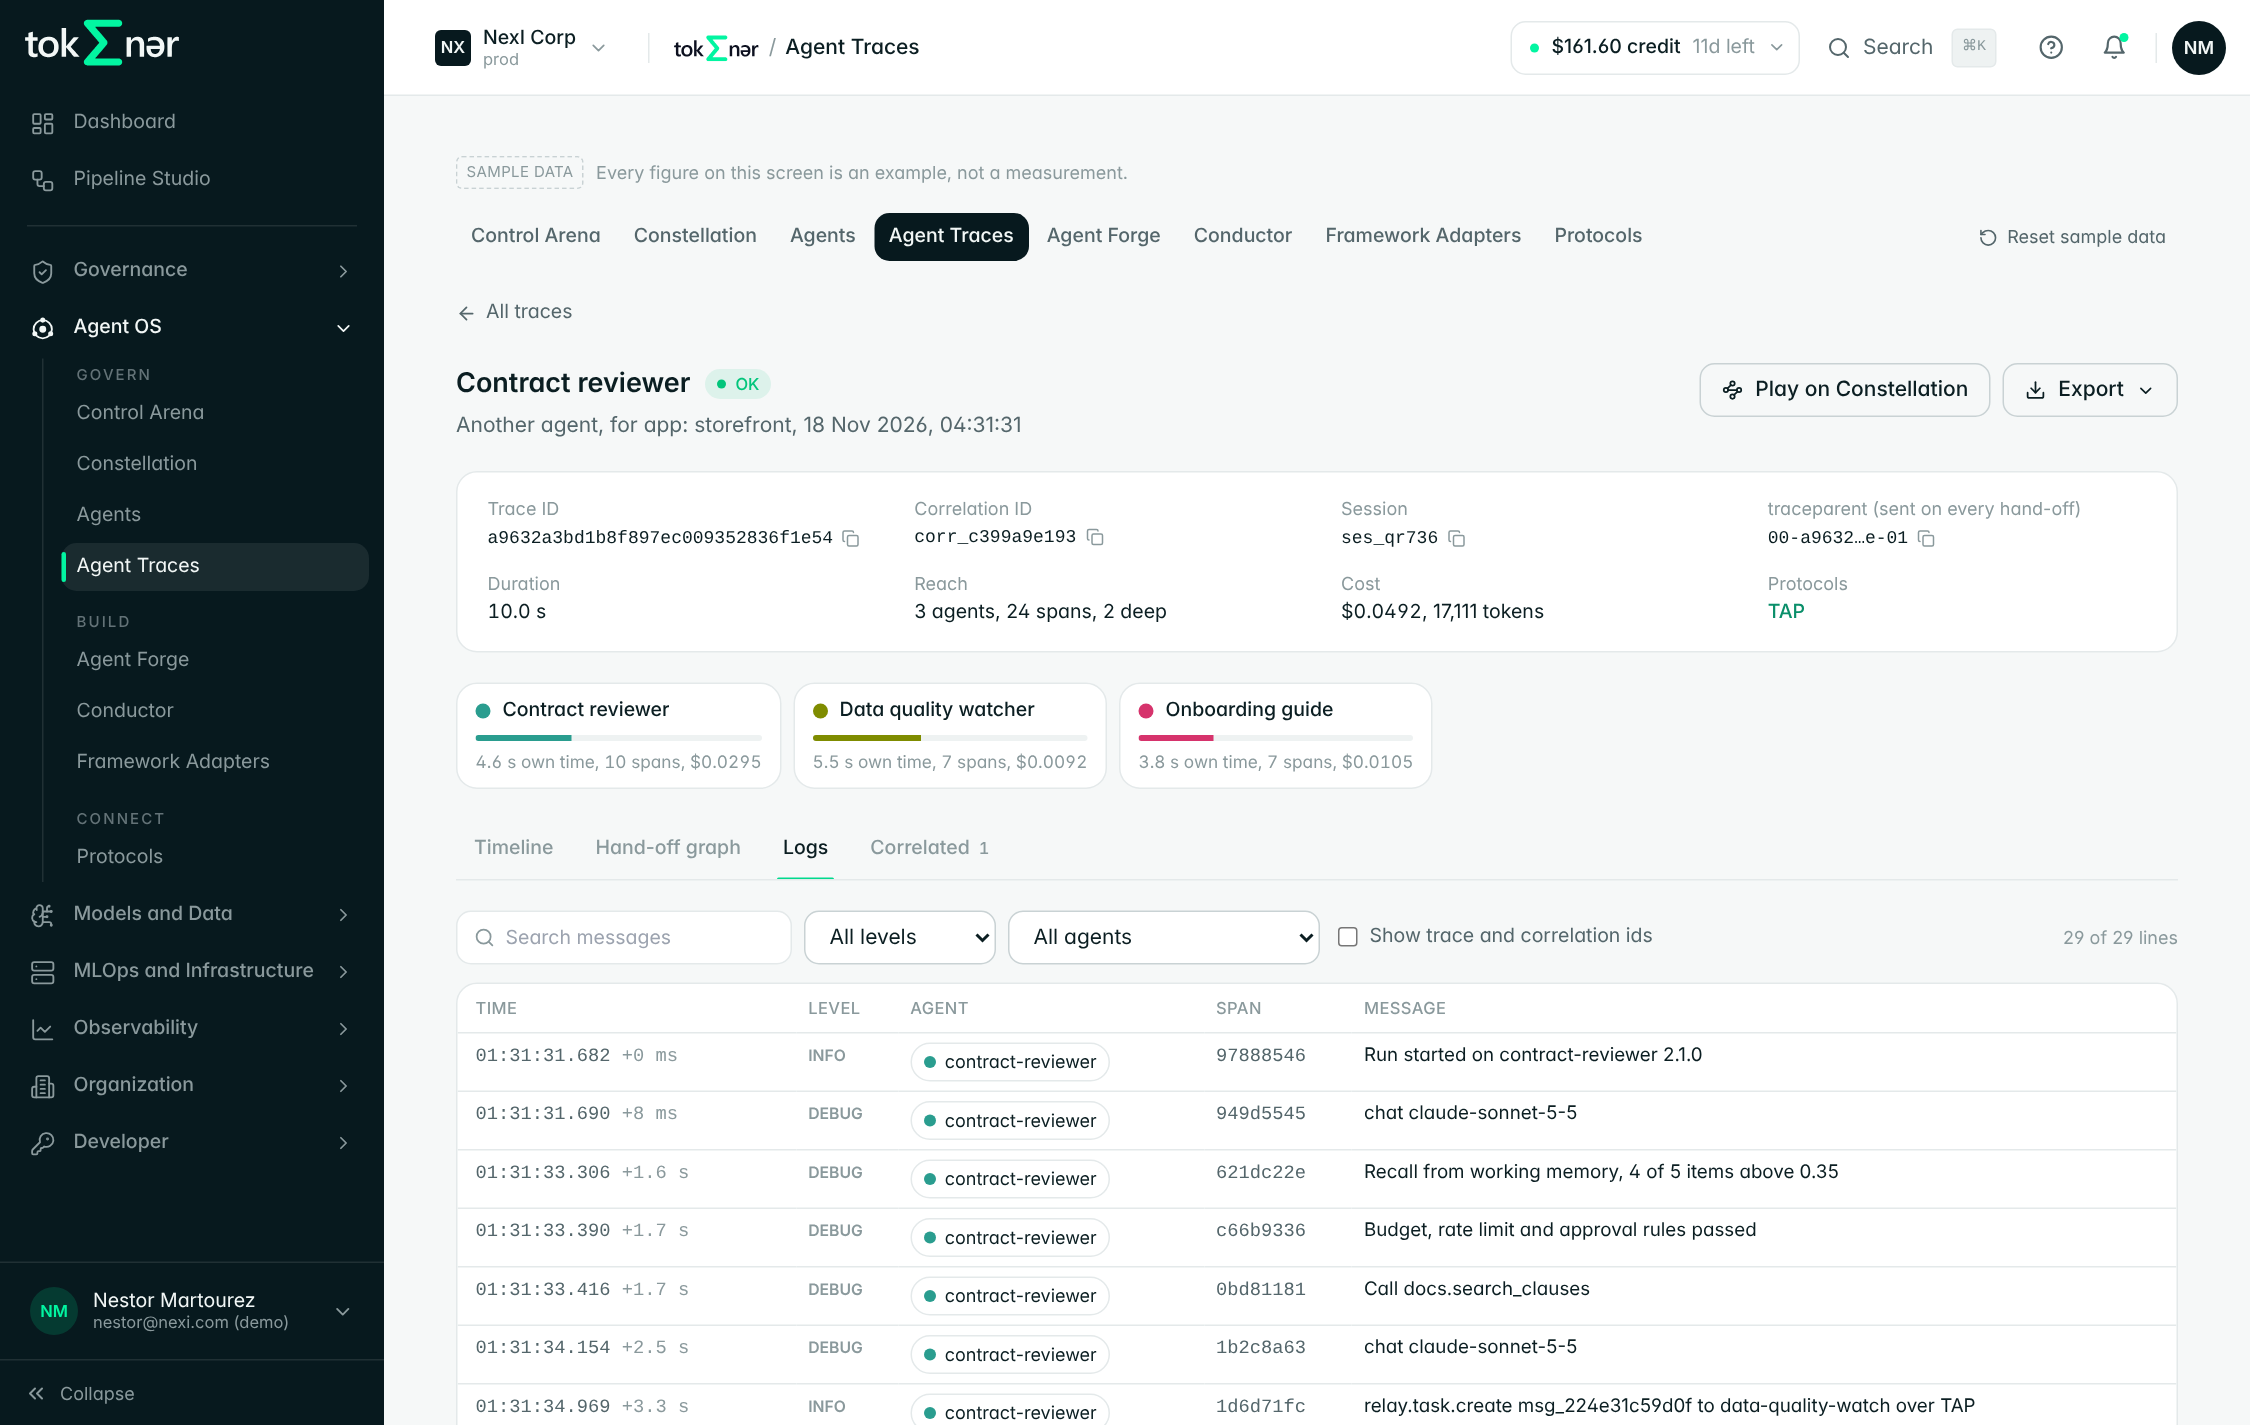 tokΣnər
Dashboard
Pipeline Studio
Governance
Agent OS
GOVERN
Control Arena
Constellation
Agents
Agent Traces
BUILD
Agent Forge
Conductor
Framework Adapters
CONNECT
Protocols
Models and Data
MLOps and Infrastructure
Observability
Organization
Developer
NM
Nestor Martourez
nestor@nexi.com (demo)
Collapse
NX
Nexl Corp
prod
tokΣnər / Agent Traces
$161.60 credit 11d left
Search ⌘K
NM
SAMPLE DATA Every figure on this screen is an example, not a measurement.
Control Arena Constellation Agents Agent Traces Agent Forge Conductor Framework Adapters Protocols
Reset sample data
All traces
Contract reviewer OK
Another agent, for app: storefront, 18 Nov 2026, 04:31:31
Play on Constellation
Export
Trace ID Correlation ID Session traceparent (sent on every hand-off)
a9632a3bd1b8f897ec009352836f1e54 corr_c399a9e193 ses_qr736 00-a9632…e-01
Duration Reach Cost Protocols
10.0 s 3 agents, 24 spans, 2 deep $0.0492, 17,111 tokens TAP
Contract reviewer
4.6 s own time, 10 spans, $0.0295
Data quality watcher
5.5 s own time, 7 spans, $0.0092
Onboarding guide
3.8 s own time, 7 spans, $0.0105
Timeline Hand-off graph Logs Correlated 1
Search messages All levels All agents Show trace and correlation ids 29 of 29 lines
TIME LEVEL AGENT SPAN MESSAGE
01:31:31.682 +0 ms INFO contract-reviewer 97888546 Run started on contract-reviewer 2.1.0
01:31:31.690 +8 ms DEBUG contract-reviewer 949d5545 chat claude-sonnet-5-5
01:31:33.306 +1.6 s DEBUG contract-reviewer 621dc22e Recall from working memory, 4 of 5 items above 0.35
01:31:33.390 +1.7 s DEBUG contract-reviewer c66b9336 Budget, rate limit and approval rules passed
01:31:33.416 +1.7 s DEBUG contract-reviewer 0bd81181 Call docs.search_clauses
01:31:34.154 +2.5 s DEBUG contract-reviewer 1b2c8a63 chat claude-sonnet-5-5
01:31:34.969 +3.3 s INFO contract-reviewer 1d6d71fc relay.task.create msg_224e31c59d0f to data-quality-watch over TAP